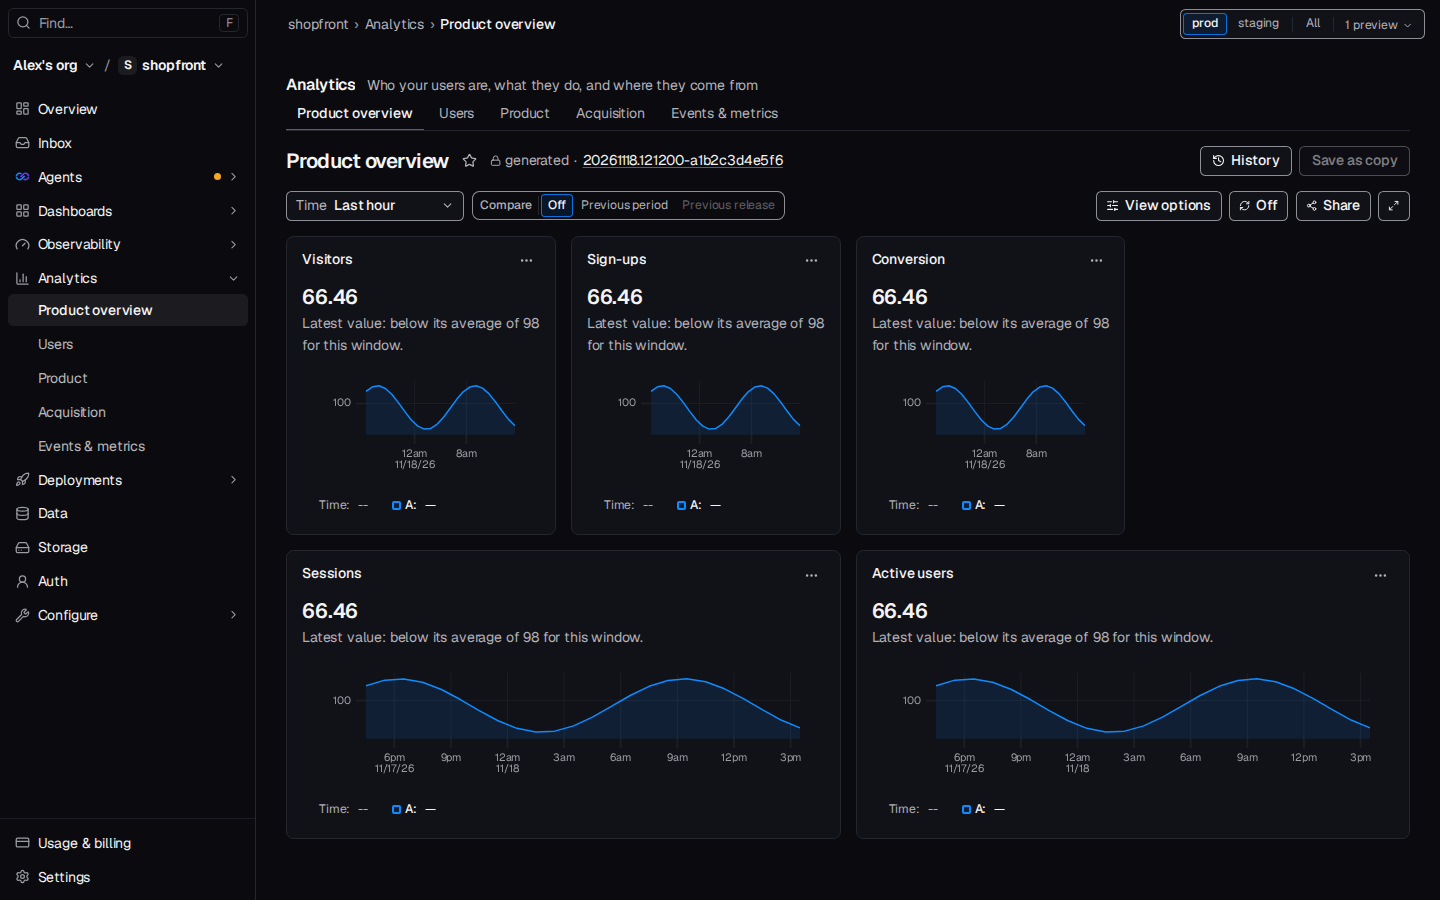 Find... F
Alex's org / S shopfront
Overview
Inbox
Agents
Dashboards
Observability
Analytics
Product overview
Users
Product
Acquisition
Events & metrics
Deployments
Data
Storage
Auth
Configure
Usage & billing
Settings
shopfront › Analytics › Product overview
prod staging All 1 preview
Analytics Who your users are, what they do, and where they come from
Product overview Users Product Acquisition Events & metrics
Product overview generated · 20261118.121200-a1b2c3d4e5f6
History Save as copy
Time Last hour Compare Off Previous period Previous release
View options Off Share
Visitors
66.46
Latest value: below its average of 98
for this window.
100
12am 8am
11/18/26
Time: -- A: —
Sign-ups
66.46
Latest value: below its average of 98
for this window.
100
12am 8am
11/18/26
Time: -- A: —
Conversion
66.46
Latest value: below its average of 98
for this window.
100
12am 8am
11/18/26
Time: -- A: —
Sessions
66.46
Latest value: below its average of 98 for this window.
100
6pm 9pm 12am 3am 6am 9am 12pm 3pm
11/17/26 11/18
Time: -- A: —
Active users
66.46
Latest value: below its average of 98 for this window.
100
6pm 9pm 12am 3am 6am 9am 12pm 3pm
11/17/26 11/18
Time: -- A: —